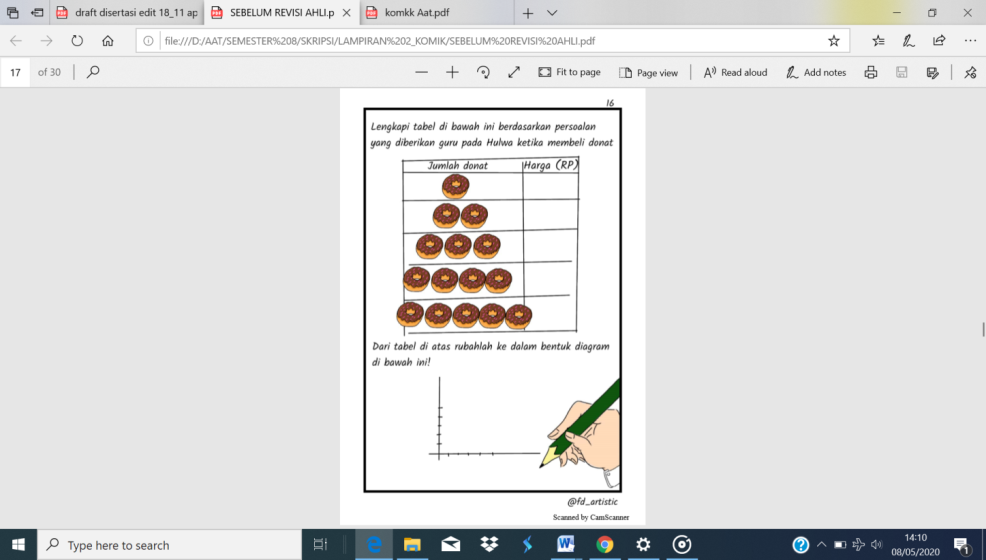 draft disertasi edit 18_11 ap
SEBELUM REVISI AHLI.p
komkk Aat.pdf
file:///D:/AAT/SEMESTER%208/SKRIPSI/LAMPIRAN%202_KOMIK/SEBELUM%20REVISI%20AHLI.pdf
17 of 30
Fit to page
Page view
Read aloud
Add notes
16
Lengkapi tabel di bawah ini berdasarkan persoalan
yang diberikan guru pada Hulwa ketika membeli donat
Jumlah donat Harga (RP)
Dari tabel di atas rubahlah ke dalam bentuk diagram
di bawah ini!
@fd_artistic
Scanned by CamScanner
Type here to search
14:10
08/05/2020
1